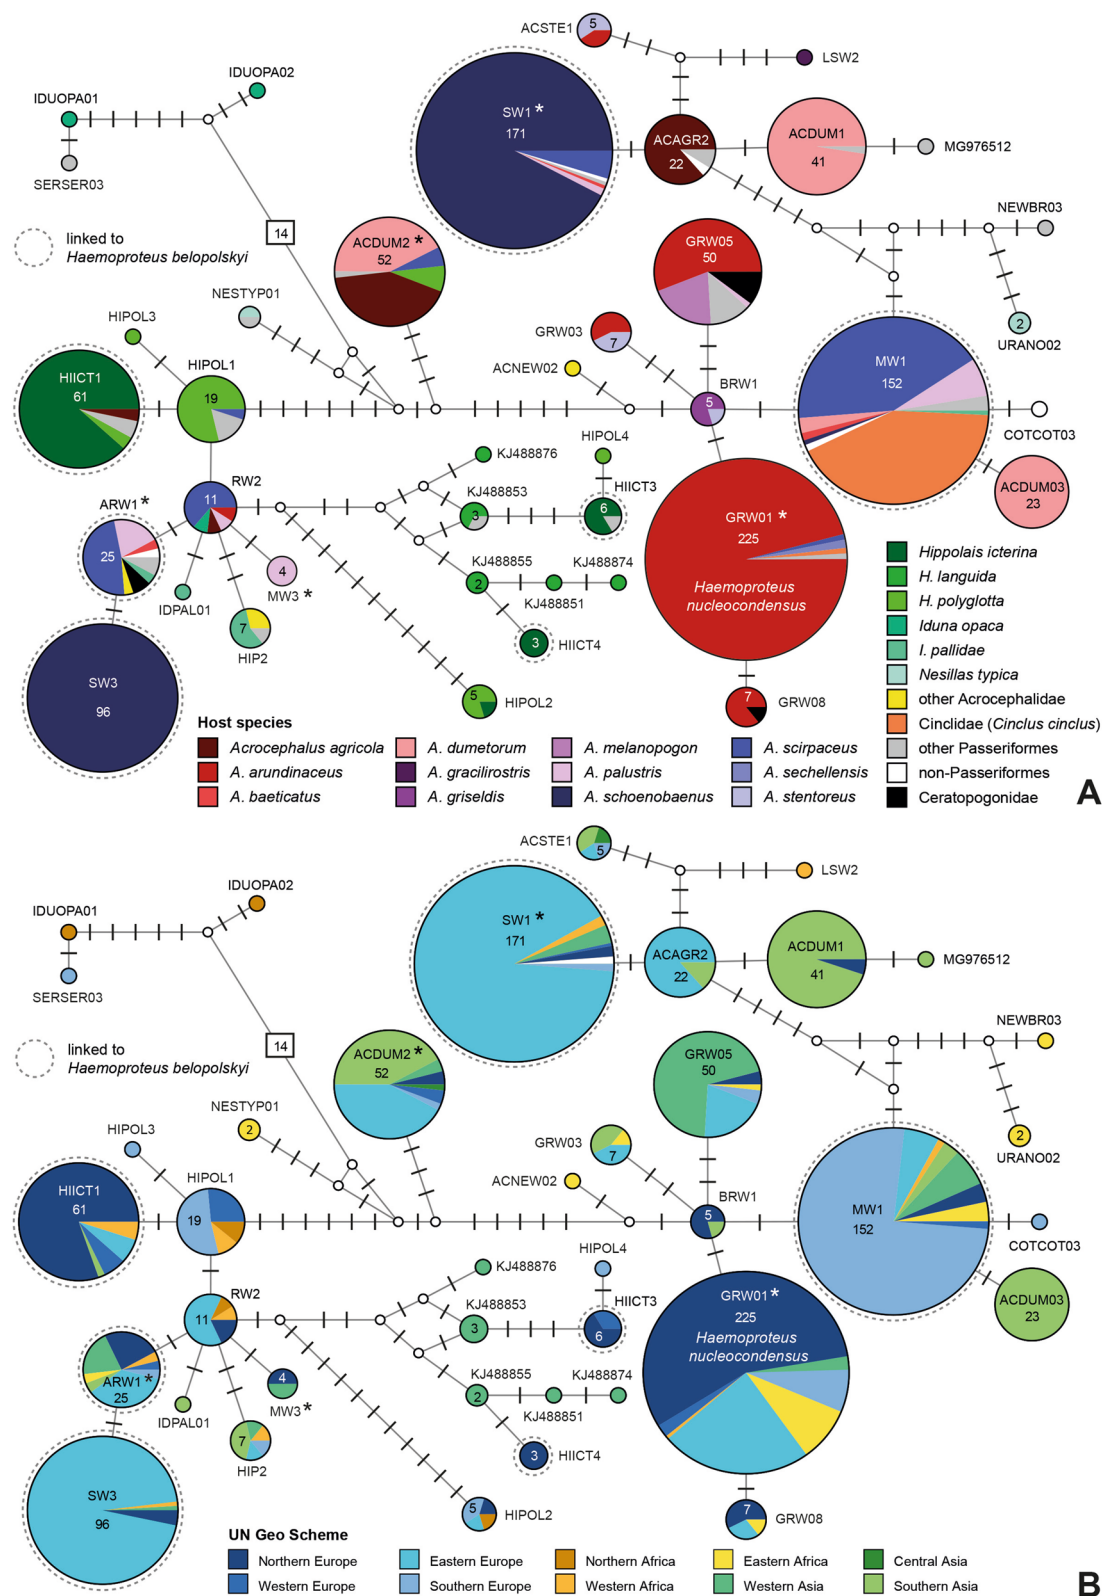 ACSTE1
5
LSW2
IDUOPA02
IDUOPA01
SERSER03
SW1 *
171
ACAGR2
22
ACDUM1
41
MG976512
14
linked to
Haemoproteus belopolskyi
ACDUM2 *
52
GRW05
50
NEWBR03
2
URANO02
NESTYP01
HIPOL3
HIICT1
61
HIPOL1
19
GRW03
7
ACNEW02
BRW1
5
MW1
152
COTCOT03
ACDUM03
23
RW2
11
ARW1 *
25
KJ488876
KJ488853
3
HIPOL4
HIICT3
6
GRW01 *
225
Haemoproteus
nucleocondensus
IDPAL01
4
MW3 *
7
HIP2
KJ488855
2
KJ488851
KJ488874
3
HIICT4
SW3
96
5
HIPOL2
7
GRW08
Hippolais icterina
H. languida
H. polyglotta
Iduna opaca
I. pallidae
Nesillas typica
other Acrocephalidae
Cinclidae (Cinclus cinclus)
other Passeriformes
non-Passeriformes
Ceratopogonidae
Host species
Acrocephalus agricola
A. dumetorum
A. melanopogon
A. scirpaceus
A. arundinaceus
A. gracilirostris
A. palustris
A. sechellensis
A. baeticatus
A. griseldis
A. schoenobaenus
A. stentoreus
A
ACSTE1
5
LSW2
IDUOPA02
IDUOPA01
SERSER03
SW1 *
171
ACAGR2
22
ACDUM1
41
MG976512
14
linked to
Haemoproteus belopolskyi
ACDUM2 *
52
GRW05
50
NEWBR03
2
URANO02
NESTYP01
2
HIPOL3
HIICT1
61
HIPOL1
19
GRW03
7
ACNEW02
BRW1
5
MW1
152
COTCOT03
ACDUM03
23
RW2
11
ARW1 *
25
KJ488876
KJ488853
3
HIPOL4
HIICT3
6
GRW01 *
225
Haemoproteus
nucleocondensus
IDPAL01
4
MW3 *
7
HIP2
KJ488855
2
KJ488851
KJ488874
3
HIICT4
SW3
96
5
HIPOL2
7
GRW08
UN Geo Scheme
Northern Europe
Eastern Europe
Northern Africa
Eastern Africa
Central Asia
Western Europe
Southern Europe
Western Africa
Western Asia
Southern Asia
B